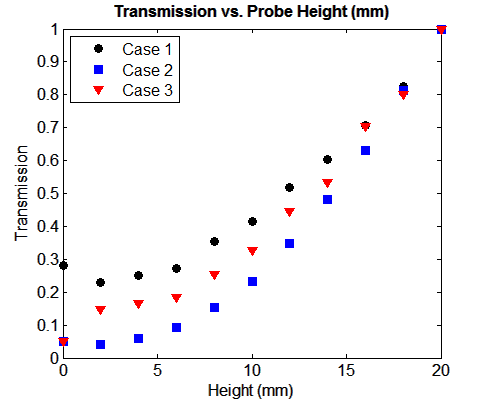 Transmission vs. Probe Height (mm)
Case 1
Case 2
Case 3
Transmission
1
0.9
0.8
0.7
0.6
0.5
0.4
0.3
0.2
0.1
0
0 5 10 15 20
Height (mm)